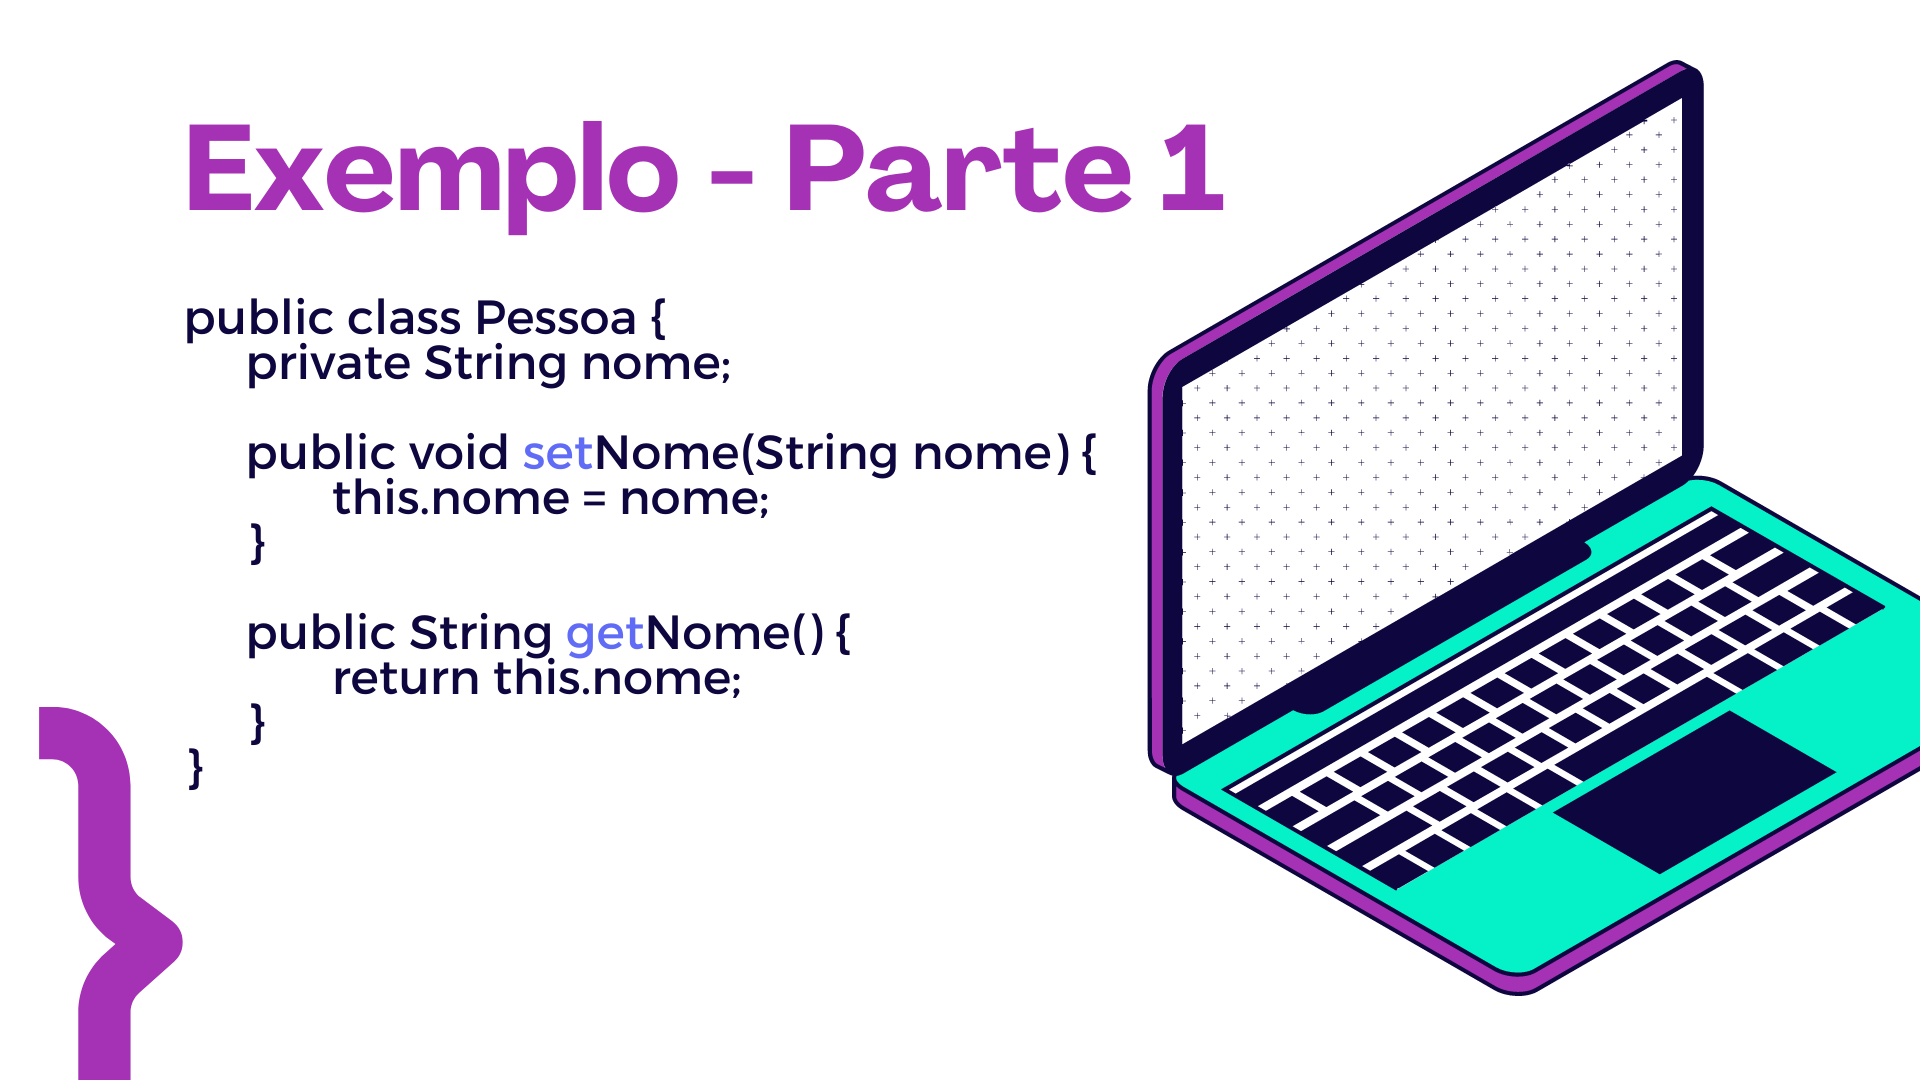 Exemplo - Parte 1
public class Pessoa {
private String nome;
public void setNome(String nome) {
this.nome = nome;
}
public String getNome() {
return this.nome;
}
}